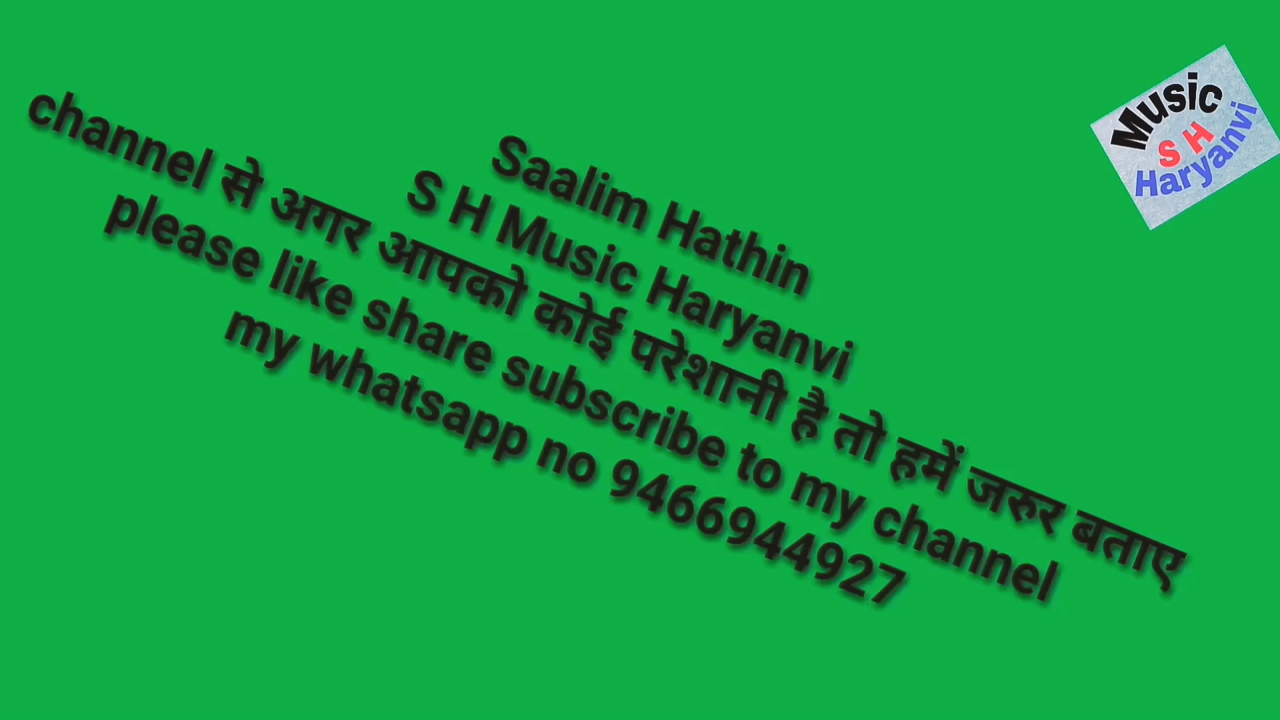 Saalim Hathin
S H Music Haryanvi
channel से अगर आपको कोई परेशानी है तो हमें जरुर बताए
please like share subscribe to my channel
my whatsapp no 9466944927
Music
S H
Haryanvi